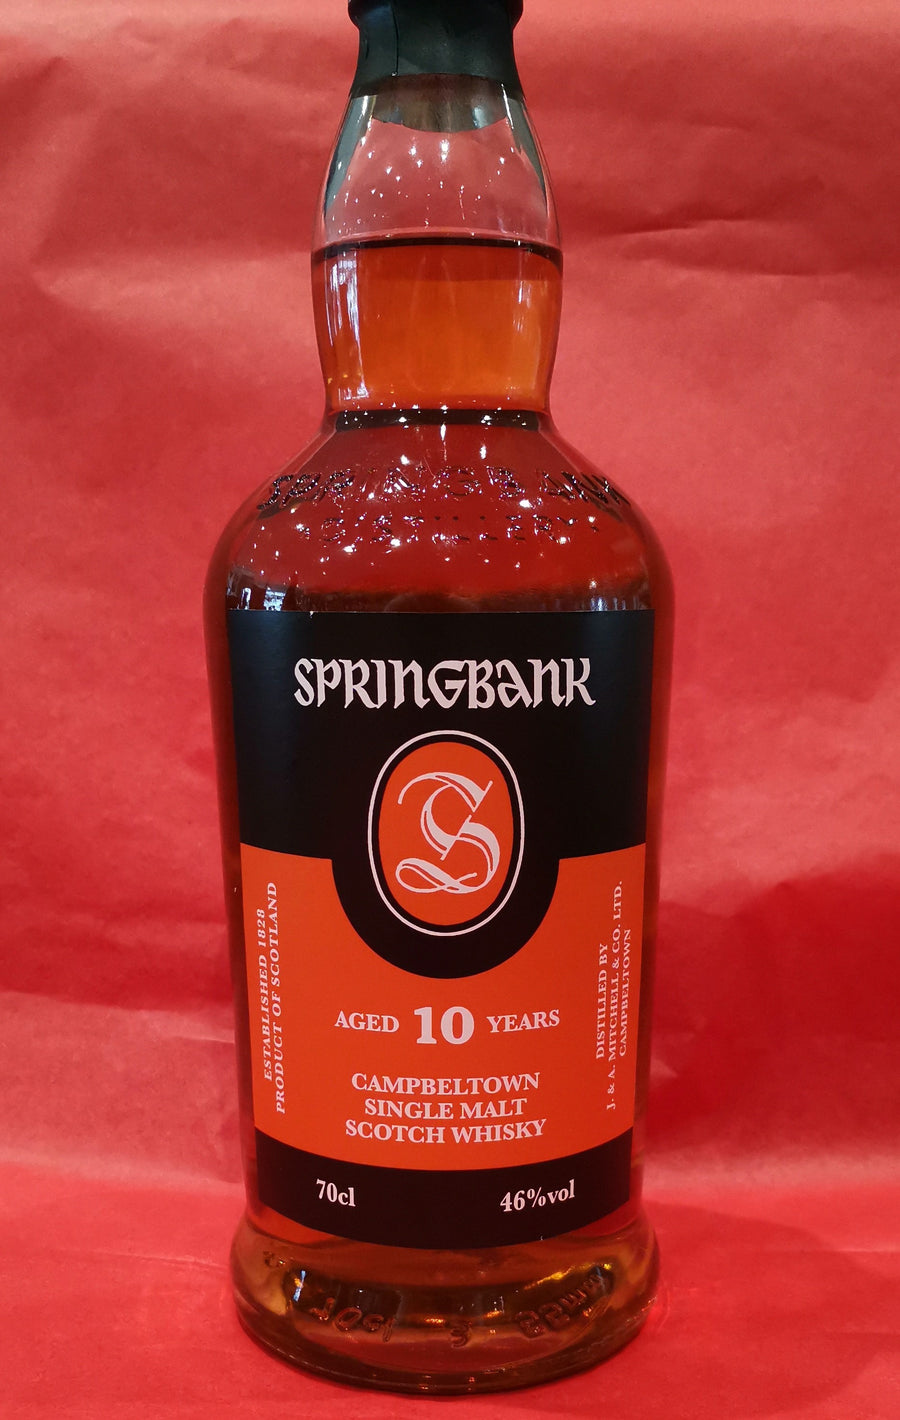 SPRINGBANK
DISTILLERY
SPRINGBANK
S
ESTABLISHED 1828
PRODUCT OF SCOTLAND
DISTILLED BY
J. & A. MITCHELL & CO. LTD.
CAMPBELTOWN
AGED 10 YEARS
CAMPBELTOWN
SINGLE MALT
SCOTCH WHISKY
70cl
46%vol